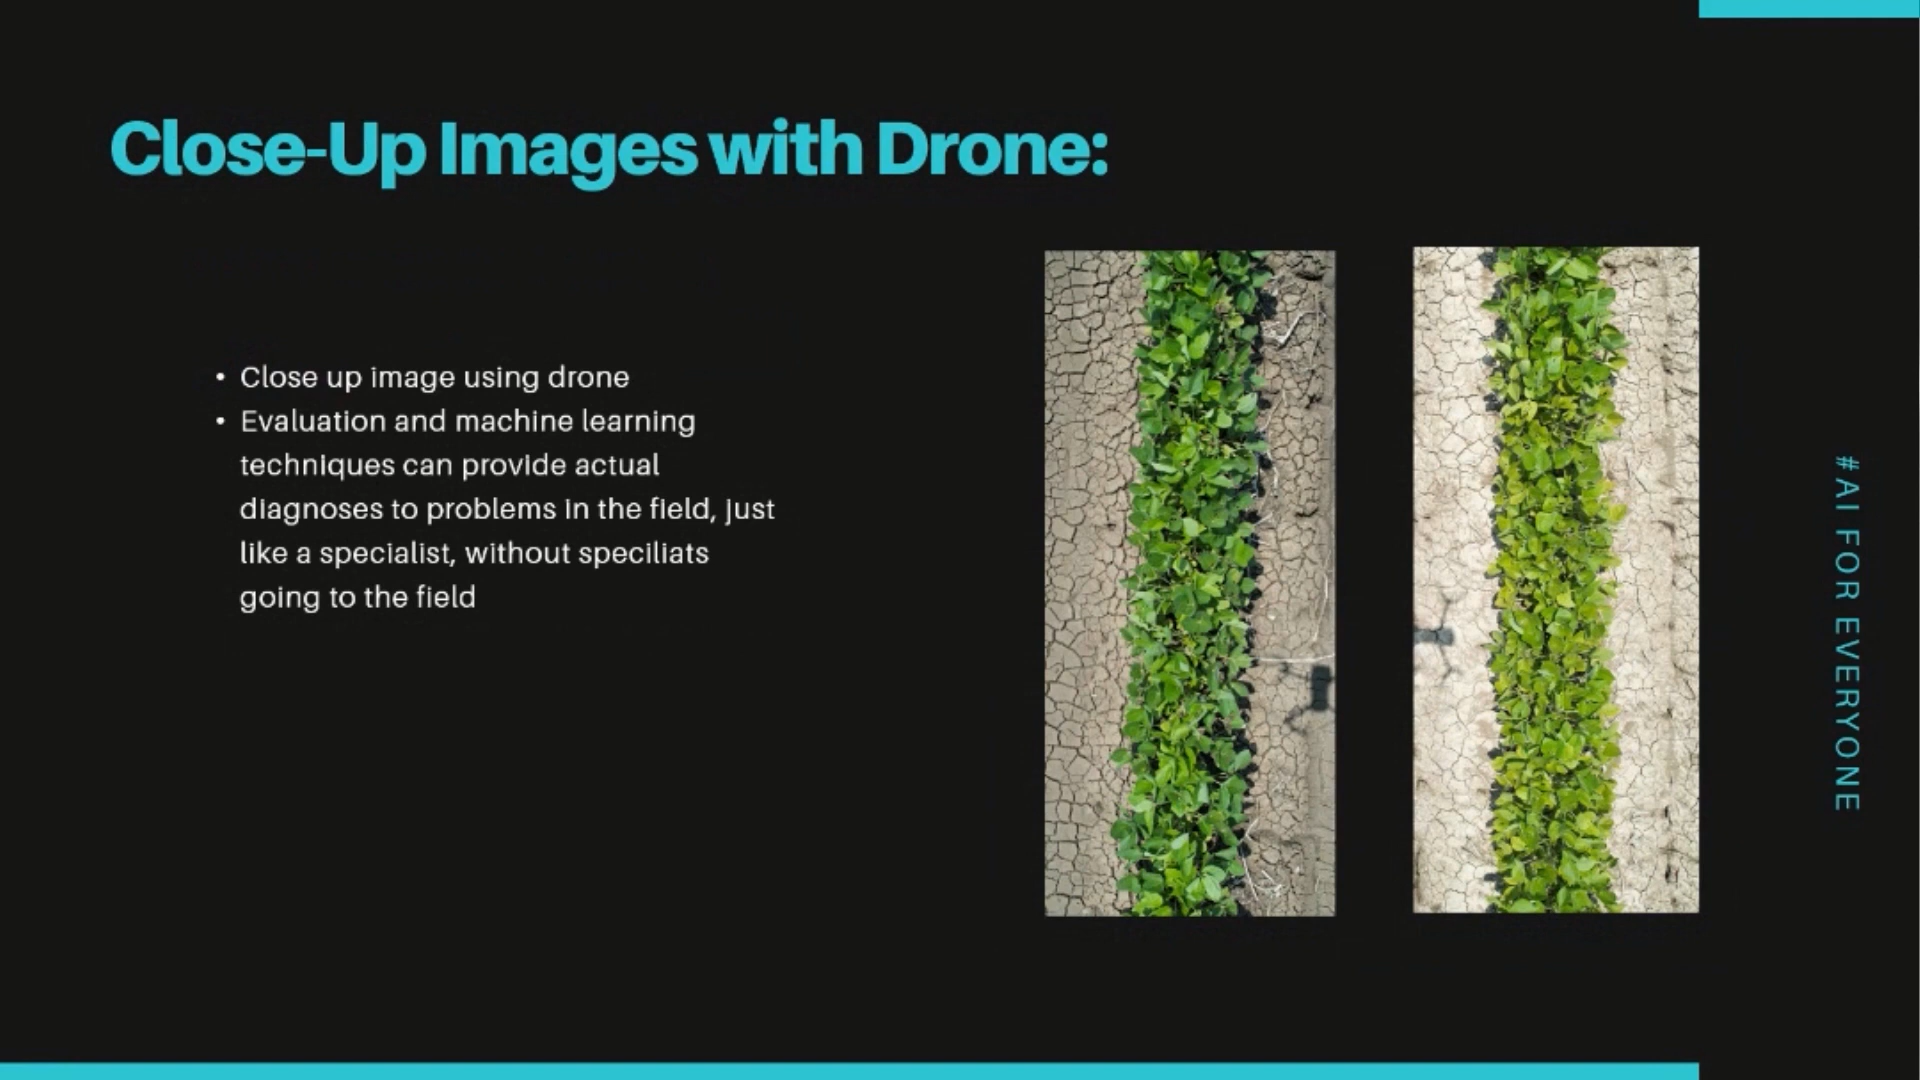 Close-Up Images with Drone:
• Close up image using drone
• Evaluation and machine learning
techniques can provide actual
diagnoses to problems in the field, just
like a specialist, without speciliats
going to the field
#AI FOR EVERYONE